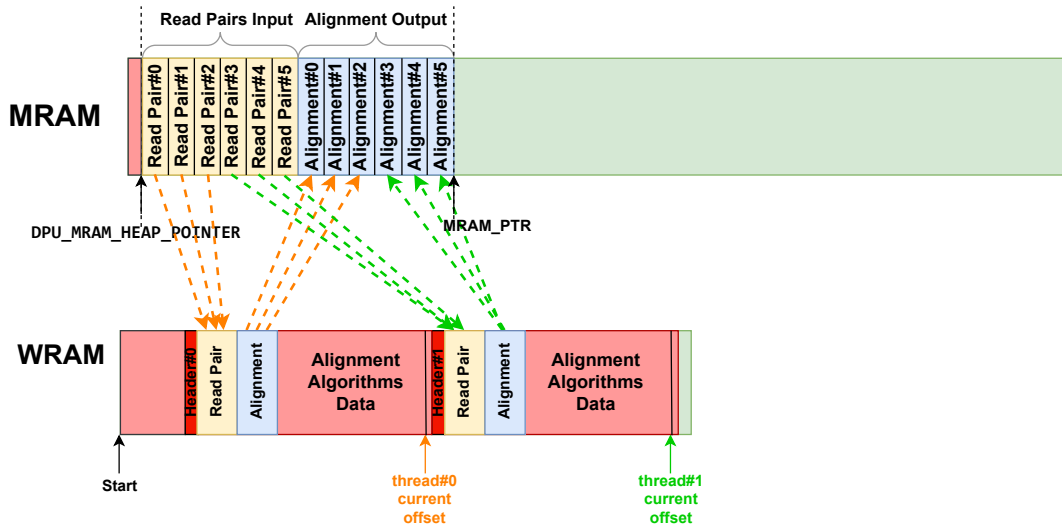 Read Pairs Input
Alignment Output
MRAM
Read Pair#0
Read Pair#1
Read Pair#2
Read Pair#3
Read Pair#4
Read Pair#5
Alignment#0
Alignment#1
Alignment#2
Alignment#3
Alignment#4
Alignment#5
DPU_MRAM_HEAP_POINTER
MRAM_PTR
WRAM
Header#0
Read Pair
Alignment
Alignment
Algorithms
Data
Header#1
Read Pair
Alignment
Alignment
Algorithms
Data
Start
thread#0
current
offset
thread#1
current
offset